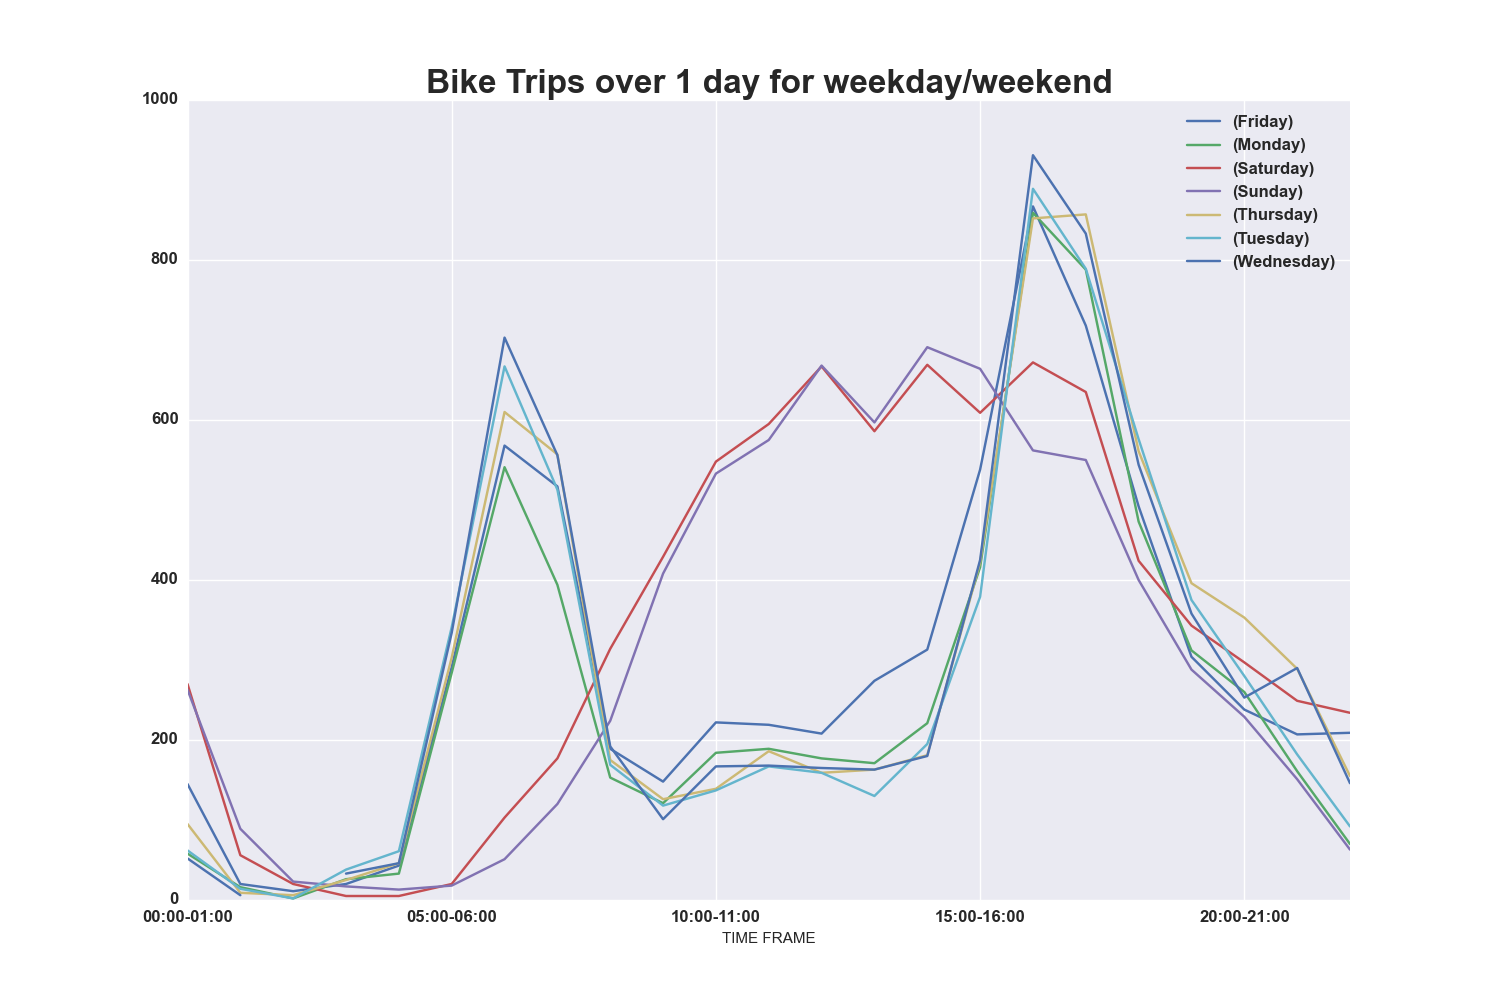 Bike Trips over 1 day for weekday/weekend
1000
800
600
400
200
0
(Friday)
(Monday)
(Saturday)
(Sunday)
(Thursday)
(Tuesday)
(Wednesday)
00:00-01:00 05:00-06:00 10:00-11:00 15:00-16:00 20:00-21:00
TIME FRAME